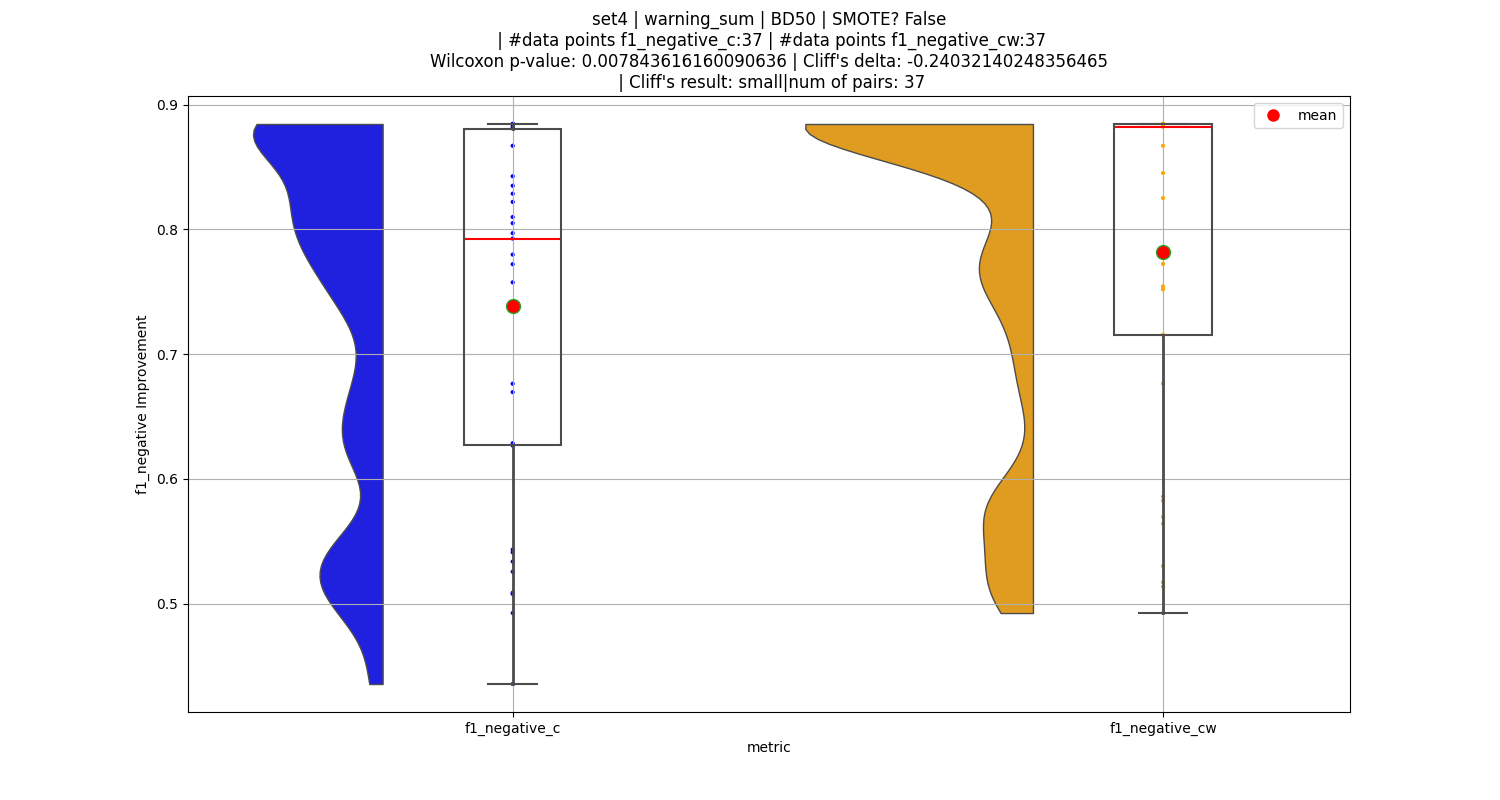 set4 | warning_sum | BD50 | SMOTE? False
| #data points f1_negative_c:37 | #data points f1_negative_cw:37
Wilcoxon p-value: 0.007843616160090636 | Cliff's delta: -0.24032140248356465
| Cliff's result: small|num of pairs: 37
mean
0.9
0.8
0.7
0.6
0.5
f1_negative Improvement
f1_negative_c
f1_negative_cw
metric